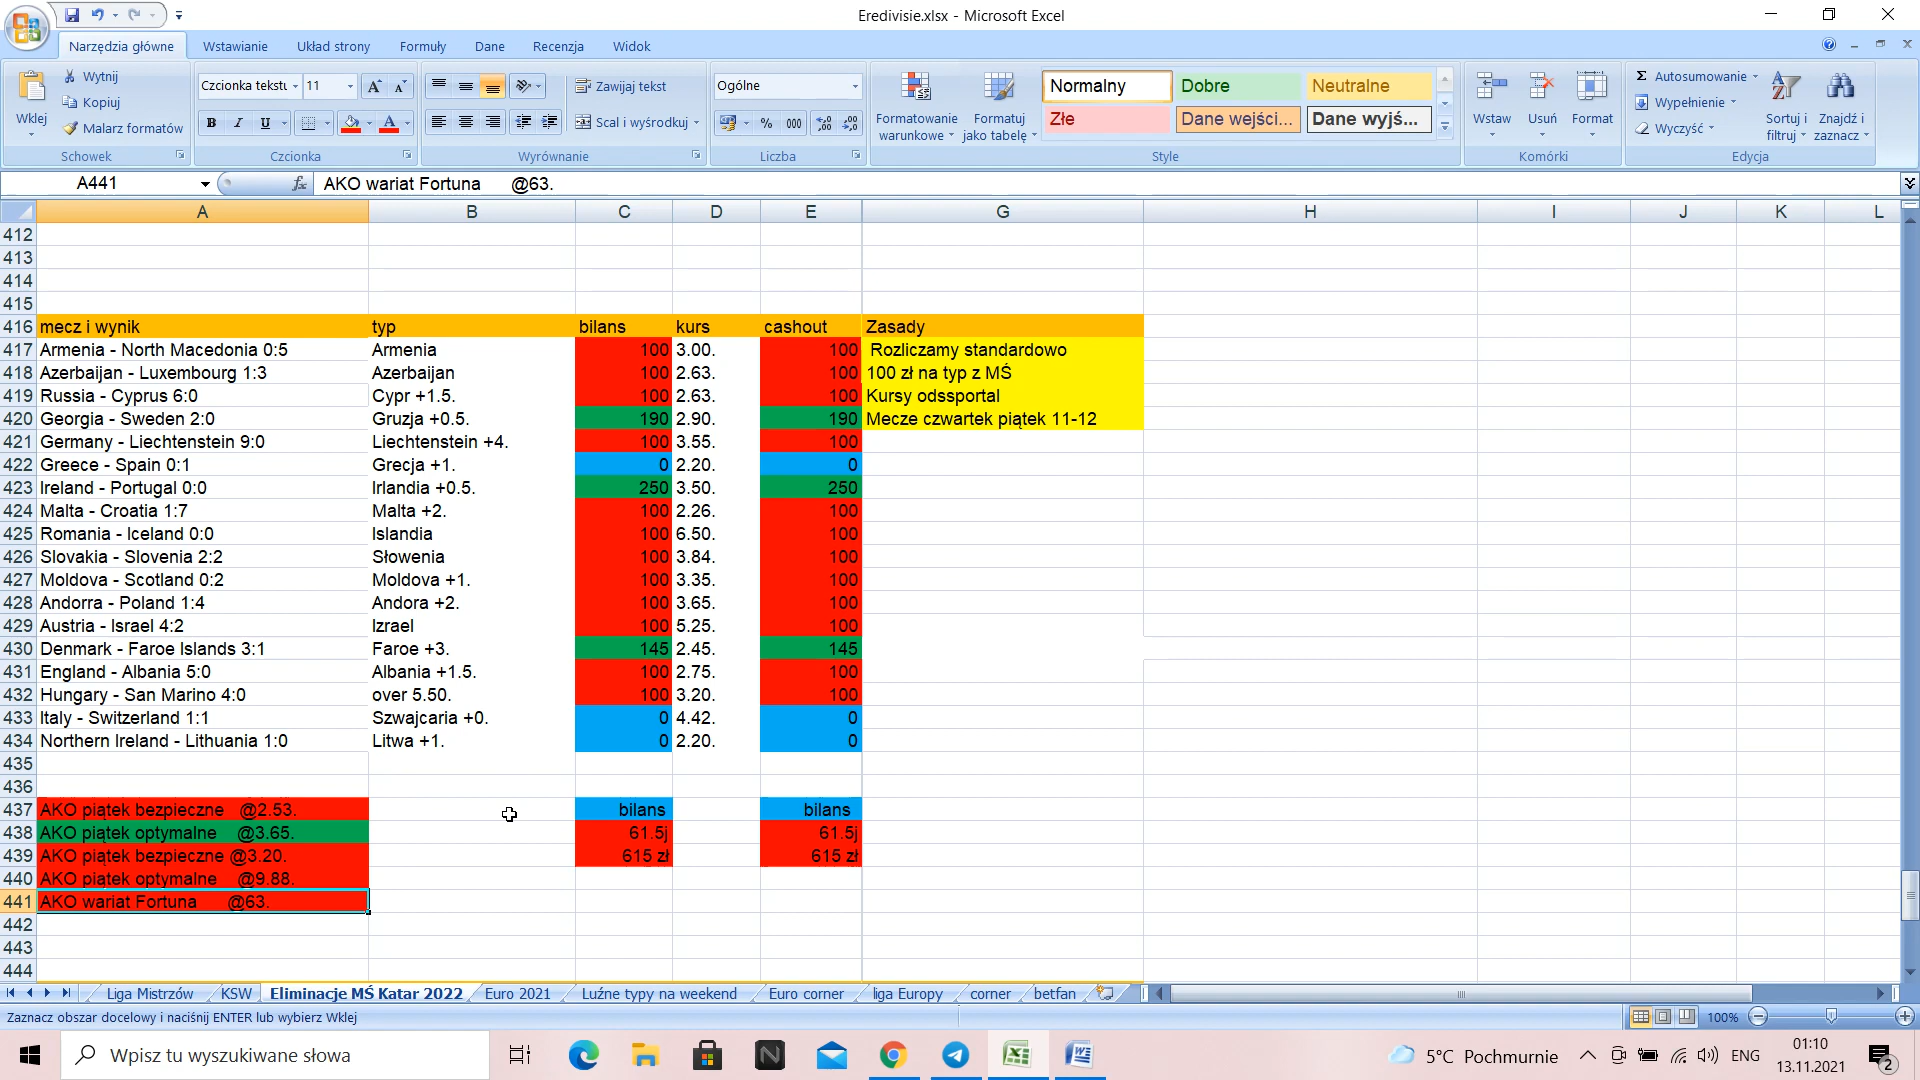 Eredivisie.xlsx - Microsoft Excel
Narzędzia główne Wstawianie Układ strony Formuły Dane Recenzja Widok
Wklej
Wytnij
Kopiuj
Malarz formatów
Schowek
Czcionka tekstu 11
Czcionka
Zawijaj tekst
Scal i wyśrodkuj
Wyrównanie
Ogólne
Liczba
Formatowanie warunkowe
Formatuj jako tabelę
Normalny Dobre Neutralne
Złe Dane wejści... Dane wyjś...
Style
Wstaw Usuń Format
Komórki
Autosumowanie
Wypełnienie
Wyczyść
Sortuj i filtruj
Znajdź i zaznacz
Edycja
A441 fx AKO wariat Fortuna @63.
A B C D E G H I J K L
412
413
414
415
416 mecz i wynik typ bilans kurs cashout Zasady
417 Armenia - North Macedonia 0:5 Armenia 100 3.00. 100 Rozliczamy standardowo
418 Azerbaijan - Luxembourg 1:3 Azerbaijan 100 2.63. 100 100 zł na typ z MŚ
419 Russia - Cyprus 6:0 Cypr +1.5. 100 2.63. 100 Kursy odssportal
420 Georgia - Sweden 2:0 Gruzja +0.5. 190 2.90. 190 Mecze czwartek piątek 11-12
421 Germany - Liechtenstein 9:0 Liechtenstein +4. 100 3.55. 100
422 Greece - Spain 0:1 Grecja +1. 0 2.20. 0
423 Ireland - Portugal 0:0 Irlandia +0.5. 250 3.50. 250
424 Malta - Croatia 1:7 Malta +2. 100 2.26. 100
425 Romania - Iceland 0:0 Islandia 100 6.50. 100
426 Slovakia - Slovenia 2:2 Słowenia 100 3.84. 100
427 Moldova - Scotland 0:2 Moldova +1. 100 3.35. 100
428 Andorra - Poland 1:4 Andora +2. 100 3.65. 100
429 Austria - Israel 4:2 Izrael 100 5.25. 100
430 Denmark - Faroe Islands 3:1 Faroe +3. 145 2.45. 145
431 England - Albania 5:0 Albania +1.5. 100 2.75. 100
432 Hungary - San Marino 4:0 over 5.50. 100 3.20. 100
433 Italy - Switzerland 1:1 Szwajcaria +0. 0 4.42. 0
434 Northern Ireland - Lithuania 1:0 Litwa +1. 0 2.20. 0
435
436
437 AKO piątek bezpieczne @2.53. bilans bilans
438 AKO piątek optymalne @3.65. 61.5j 61.5j
439 AKO piątek bezpieczne @3.20. 615 zł 615 zł
440 AKO piątek optymalne @9.88.
441 AKO wariat Fortuna @63.
442
443
444
Liga Mistrzów KSW Eliminacje MŚ Katar 2022 Euro 2021 Luźne typy na weekend Euro corner liga Europy corner betfan
Zaznacz obszar docelowy i naciśnij ENTER lub wybierz Wklej 100%
Wpisz tu wyszukiwane słowa 5°C Pochmurnie ENG 01:10
13.11.2021 2